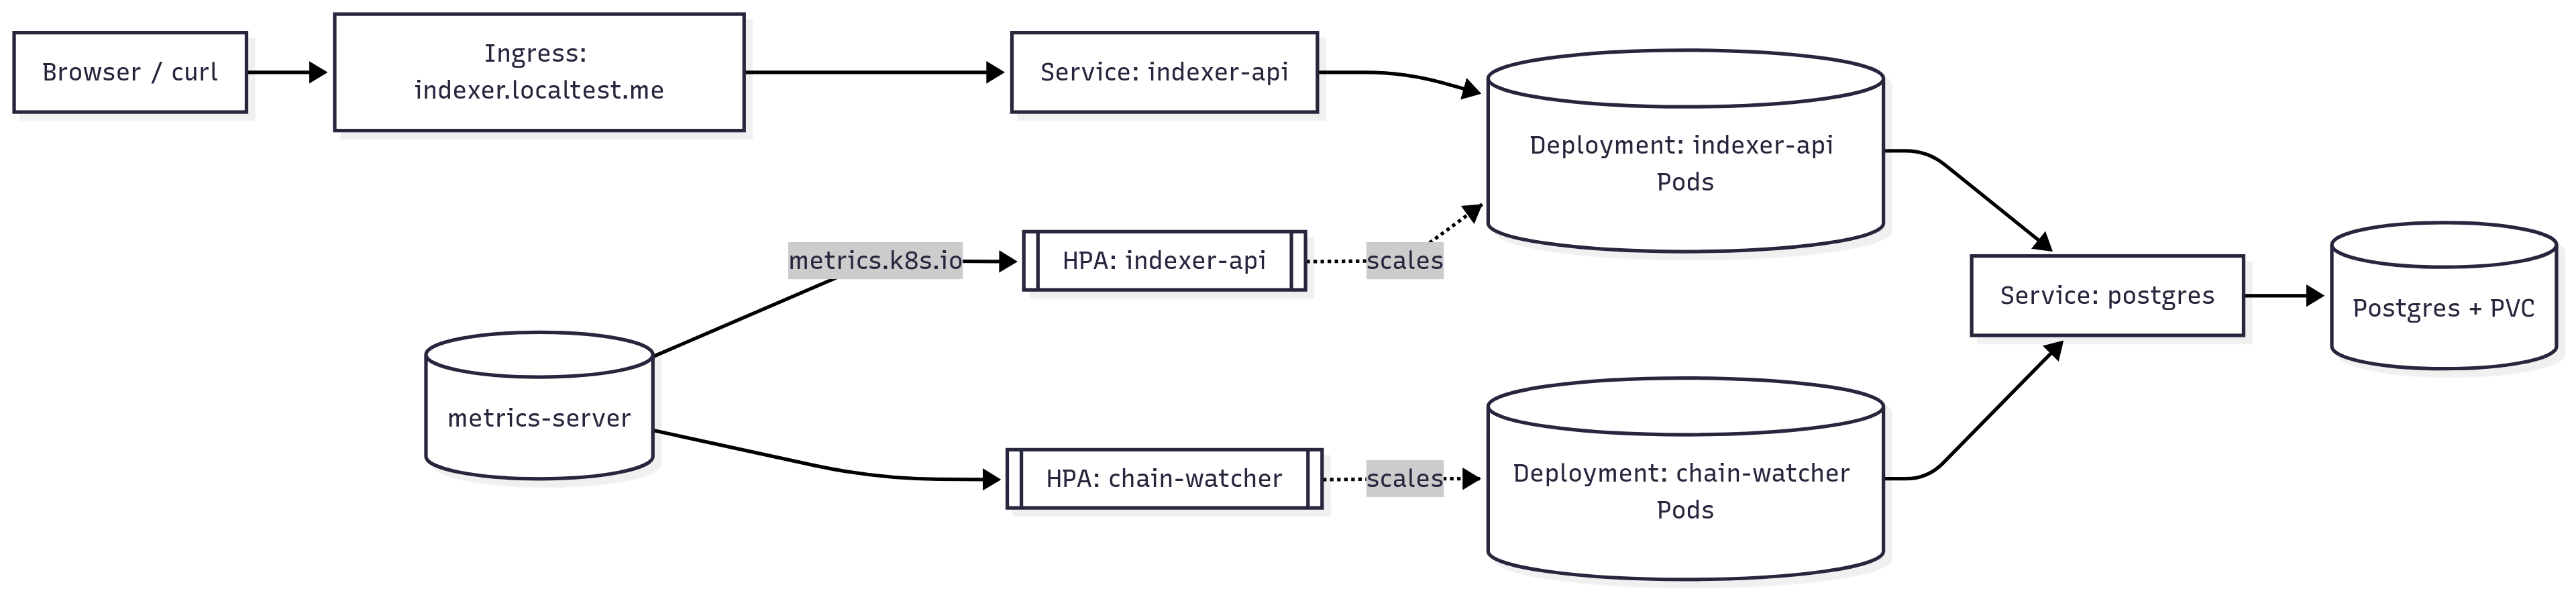 Browser / curl
Ingress:
indexer.localtest.me
Service: indexer-api
Deployment: indexer-api
Pods
metrics.k8s.io
HPA: indexer-api
scales
Service: postgres
Postgres + PVC
metrics-server
HPA: chain-watcher
scales
Deployment: chain-watcher
Pods